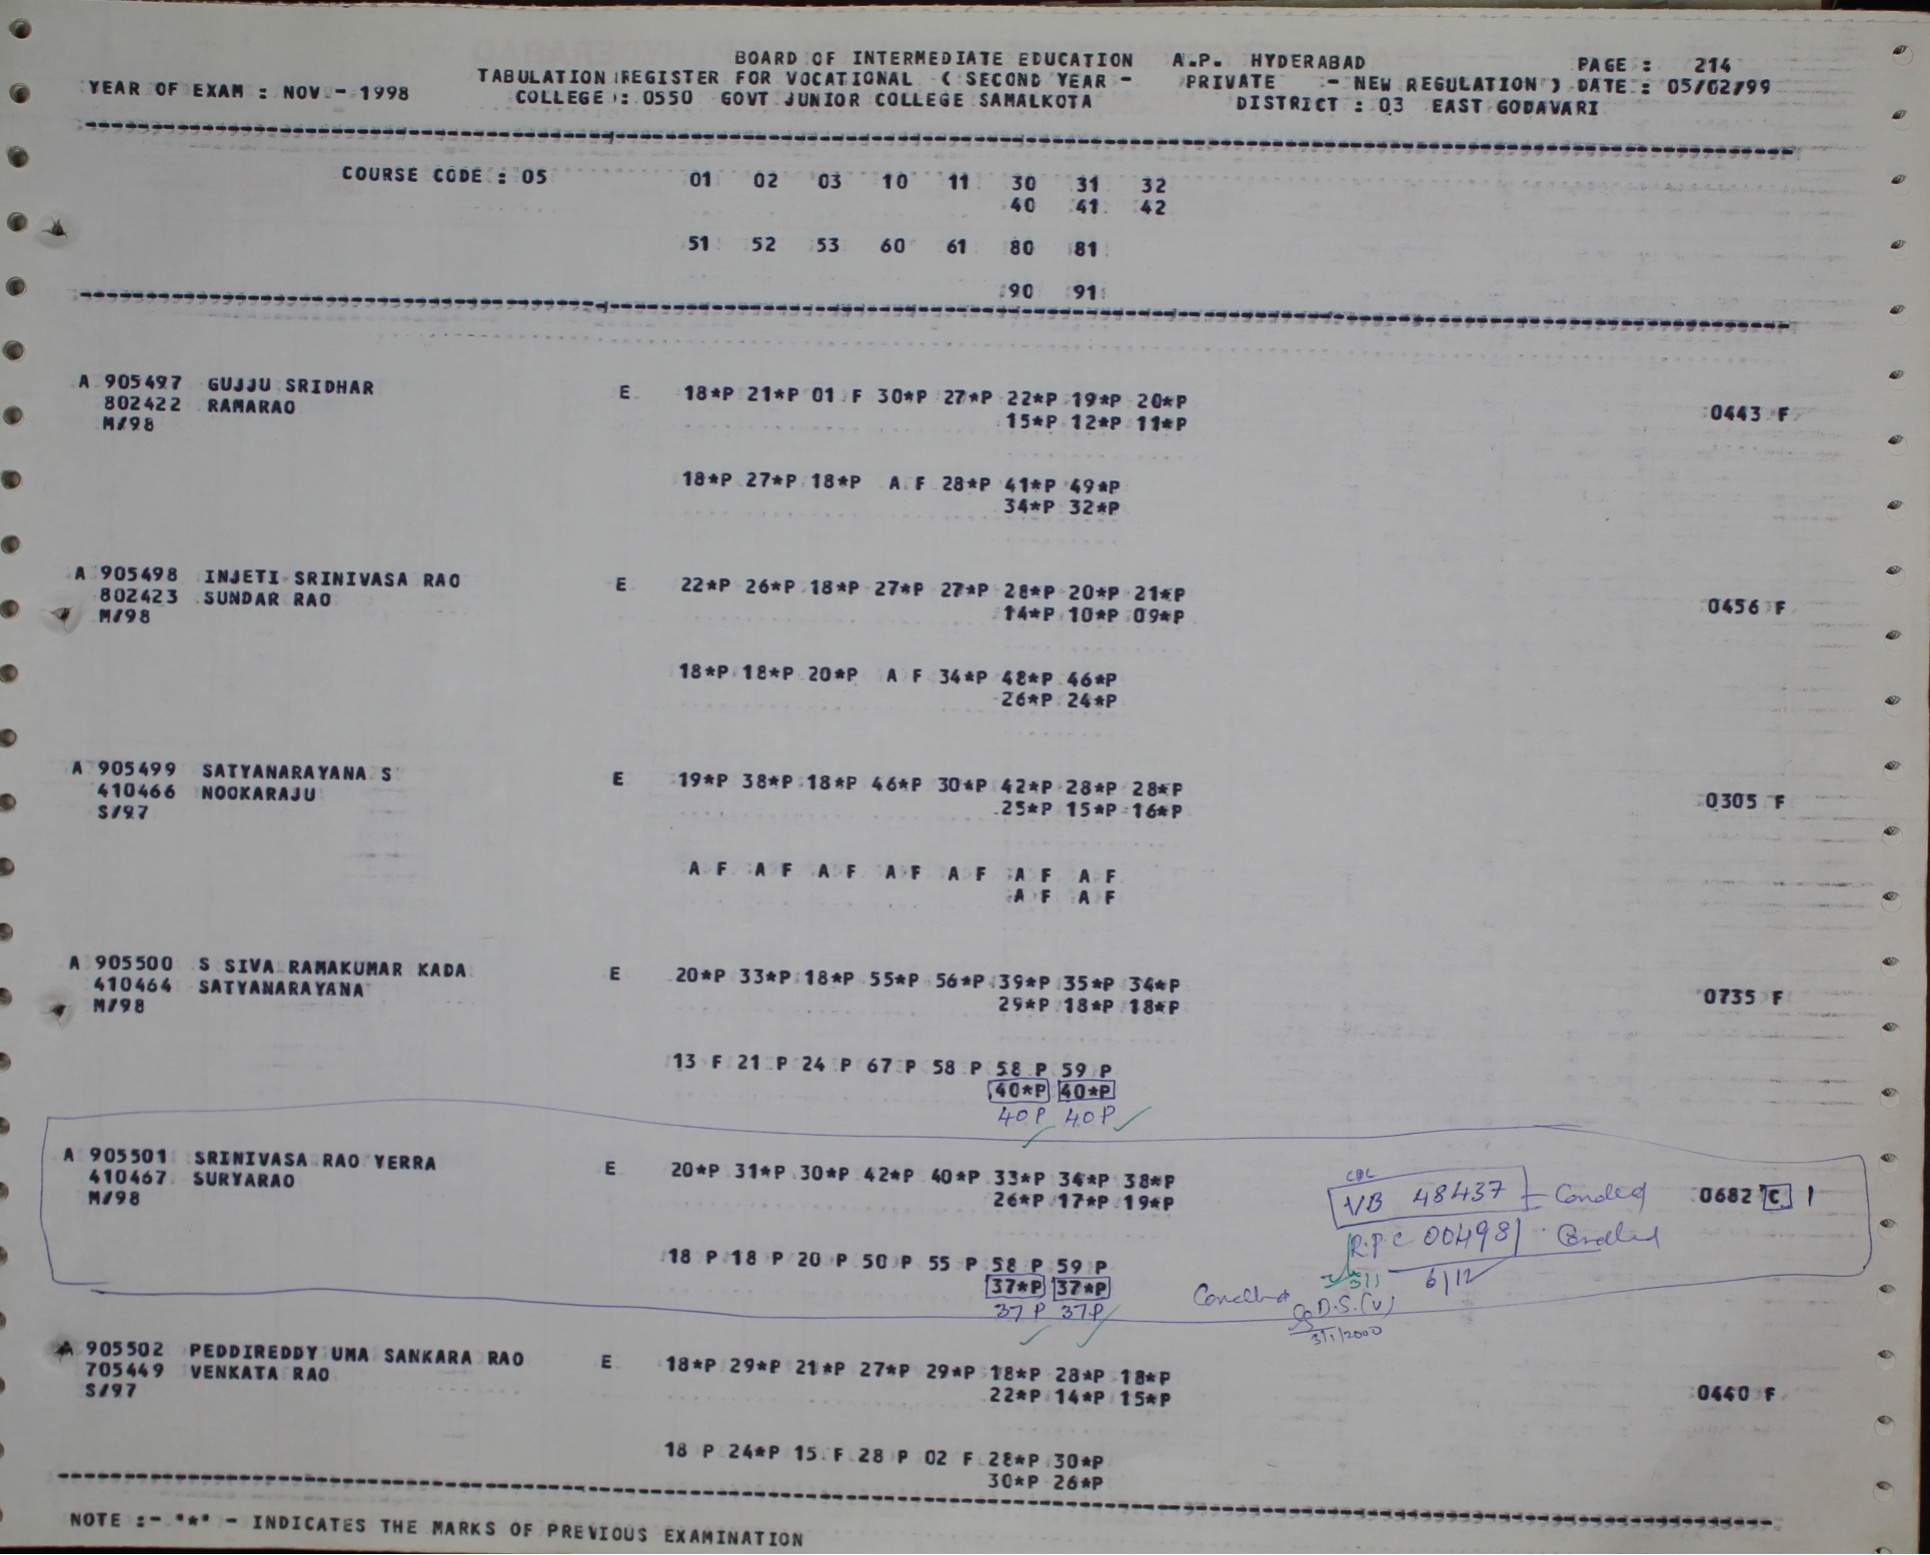 BOARD OF INTERMEDIATE EDUCATION A.P. HYDERABAD PAGE : 214
YEAR OF EXAM : NOV - 1998 TABULATION REGISTER FOR VOCATIONAL ( SECOND YEAR - PRIVATE - NEW REGULATION ) DATE : 05/02/99
COLLEGE : 0550 GOVT JUNIOR COLLEGE SAMALKOTA DISTRICT : 03 EAST GODAVARI
COURSE CODE : 05 01 02 03 10 11 30 31 32
40 41 42
51 52 53 60 61 80 81
90 91
A 905497 GUJJU SRIDHAR E 18*P 21*P 01 F 30*P 27*P 22*P 19*P 20*P
802422 RAMARAO 15*P 12*P 11*P 0443 F
M/98
18*P 27*P 18*P A F 28*P 41*P 49*P
34*P 32*P
A 905498 INJETI SRINIVASA RAO E 22*P 26*P 18*P 27*P 27*P 28*P 20*P 21*P
802423 SUNDAR RAO 14*P 10*P 09*P 0456 F
M/98
18*P 18*P 20*P A F 34*P 48*P 46*P
26*P 24*P
A 905499 SATYANARAYANA S E 19*P 38*P 18*P 46*P 30*P 42*P 28*P 28*P
410466 NOOKARAJU 25*P 15*P 16*P 0305 F
S/97
A F A F A F A F A F A F A F
A F A F
A 905500 S SIVA RAMAKUMAR KADA E 20*P 33*P 18*P 55*P 56*P 39*P 35*P 34*P
410464 SATYANARAYANA 29*P 18*P 18*P 0735 F
M/98
13 F 21 P 24 P 67 P 58 P 58 P 59 P
40*P 40*P
40P 40P
A 905501 SRINIVASA RAO YERRA E 20*P 31*P 30*P 42*P 40*P 33*P 34*P 38*P
410467 SURYARAO 26*P 17*P 19*P VB 48437 0682 C
M/98
R.P.C 004981
18 P 18 P 20 P 50 P 55 P 58 P 59 P
37*P 37*P 6/12
37P 37P D.S.(V)
3/1/2000
A 905502 PEDDIREDDY UMA SANKARA RAO E 18*P 29*P 21*P 27*P 29*P 18*P 28*P 18*P
705449 VENKATA RAO 22*P 14*P 15*P 0440 F
S/97
18 P 24*P 15 F 28 P 02 F 28*P 30*P
30*P 26*P
NOTE :- "*" - INDICATES THE MARKS OF PREVIOUS EXAMINATION